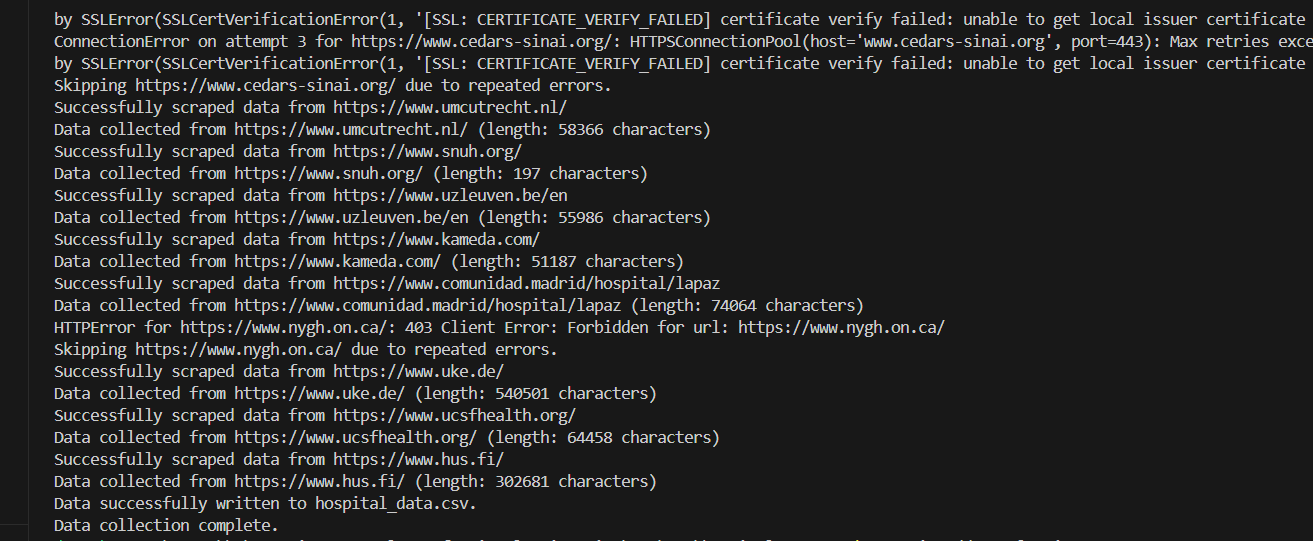 by SSLError(SSLCertVerificationError(1, '[SSL: CERTIFICATE_VERIFY_FAILED] certificate verify failed: unable to get local issuer certificate
ConnectionError on attempt 3 for https://www.cedars-sinai.org/: HTTPSConnectionPool(host='www.cedars-sinai.org', port=443): Max retries exce
by SSLError(SSLCertVerificationError(1, '[SSL: CERTIFICATE_VERIFY_FAILED] certificate verify failed: unable to get local issuer certificate
Skipping https://www.cedars-sinai.org/ due to repeated errors.
Successfully scraped data from https://www.umcutrecht.nl/
Data collected from https://www.umcutrecht.nl/ (length: 58366 characters)
Successfully scraped data from https://www.snuh.org/
Data collected from https://www.snuh.org/ (length: 197 characters)
Successfully scraped data from https://www.uzleuven.be/en
Data collected from https://www.uzleuven.be/en (length: 55986 characters)
Successfully scraped data from https://www.kameda.com/
Data collected from https://www.kameda.com/ (length: 51187 characters)
Successfully scraped data from https://www.comunidad.madrid/hospital/lapaz
Data collected from https://www.comunidad.madrid/hospital/lapaz (length: 74064 characters)
HTTPError for https://www.nygh.on.ca/: 403 Client Error: Forbidden for url: https://www.nygh.on.ca/
Skipping https://www.nygh.on.ca/ due to repeated errors.
Successfully scraped data from https://www.uke.de/
Data collected from https://www.uke.de/ (length: 540501 characters)
Successfully scraped data from https://www.ucsfhealth.org/
Data collected from https://www.ucsfhealth.org/ (length: 64458 characters)
Successfully scraped data from https://www.hus.fi/
Data collected from https://www.hus.fi/ (length: 302681 characters)
Data successfully written to hospital_data.csv.
Data collection complete.